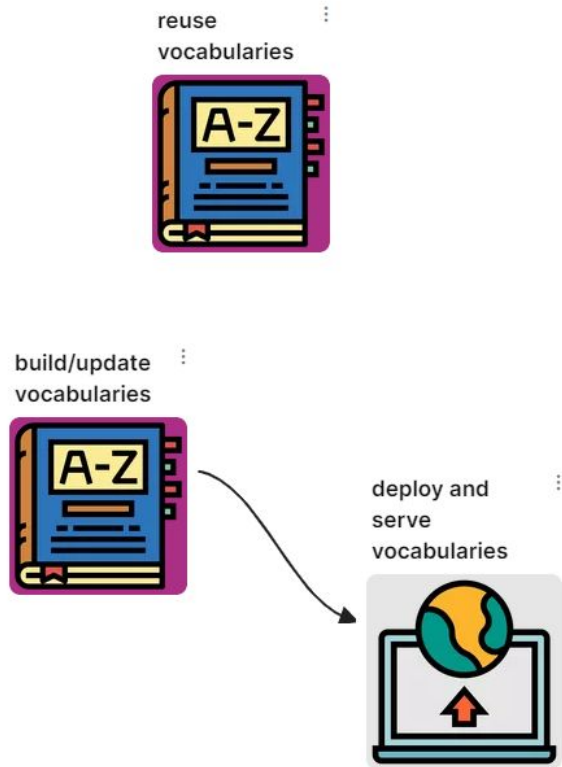 reuse
vocabularies
A-Z
build/update
vocabularies
A-Z
deploy and
serve
vocabularies